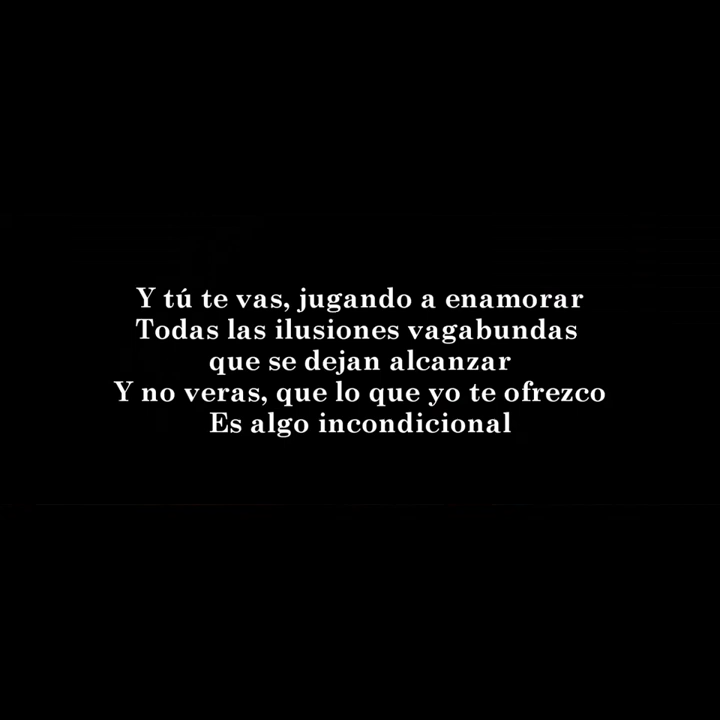 Y tú te vas, jugando a enamorar
Todas las ilusiones vagabundas
que se dejan alcanzar
Y no veras, que lo que yo te ofrezco
Es algo incondicional